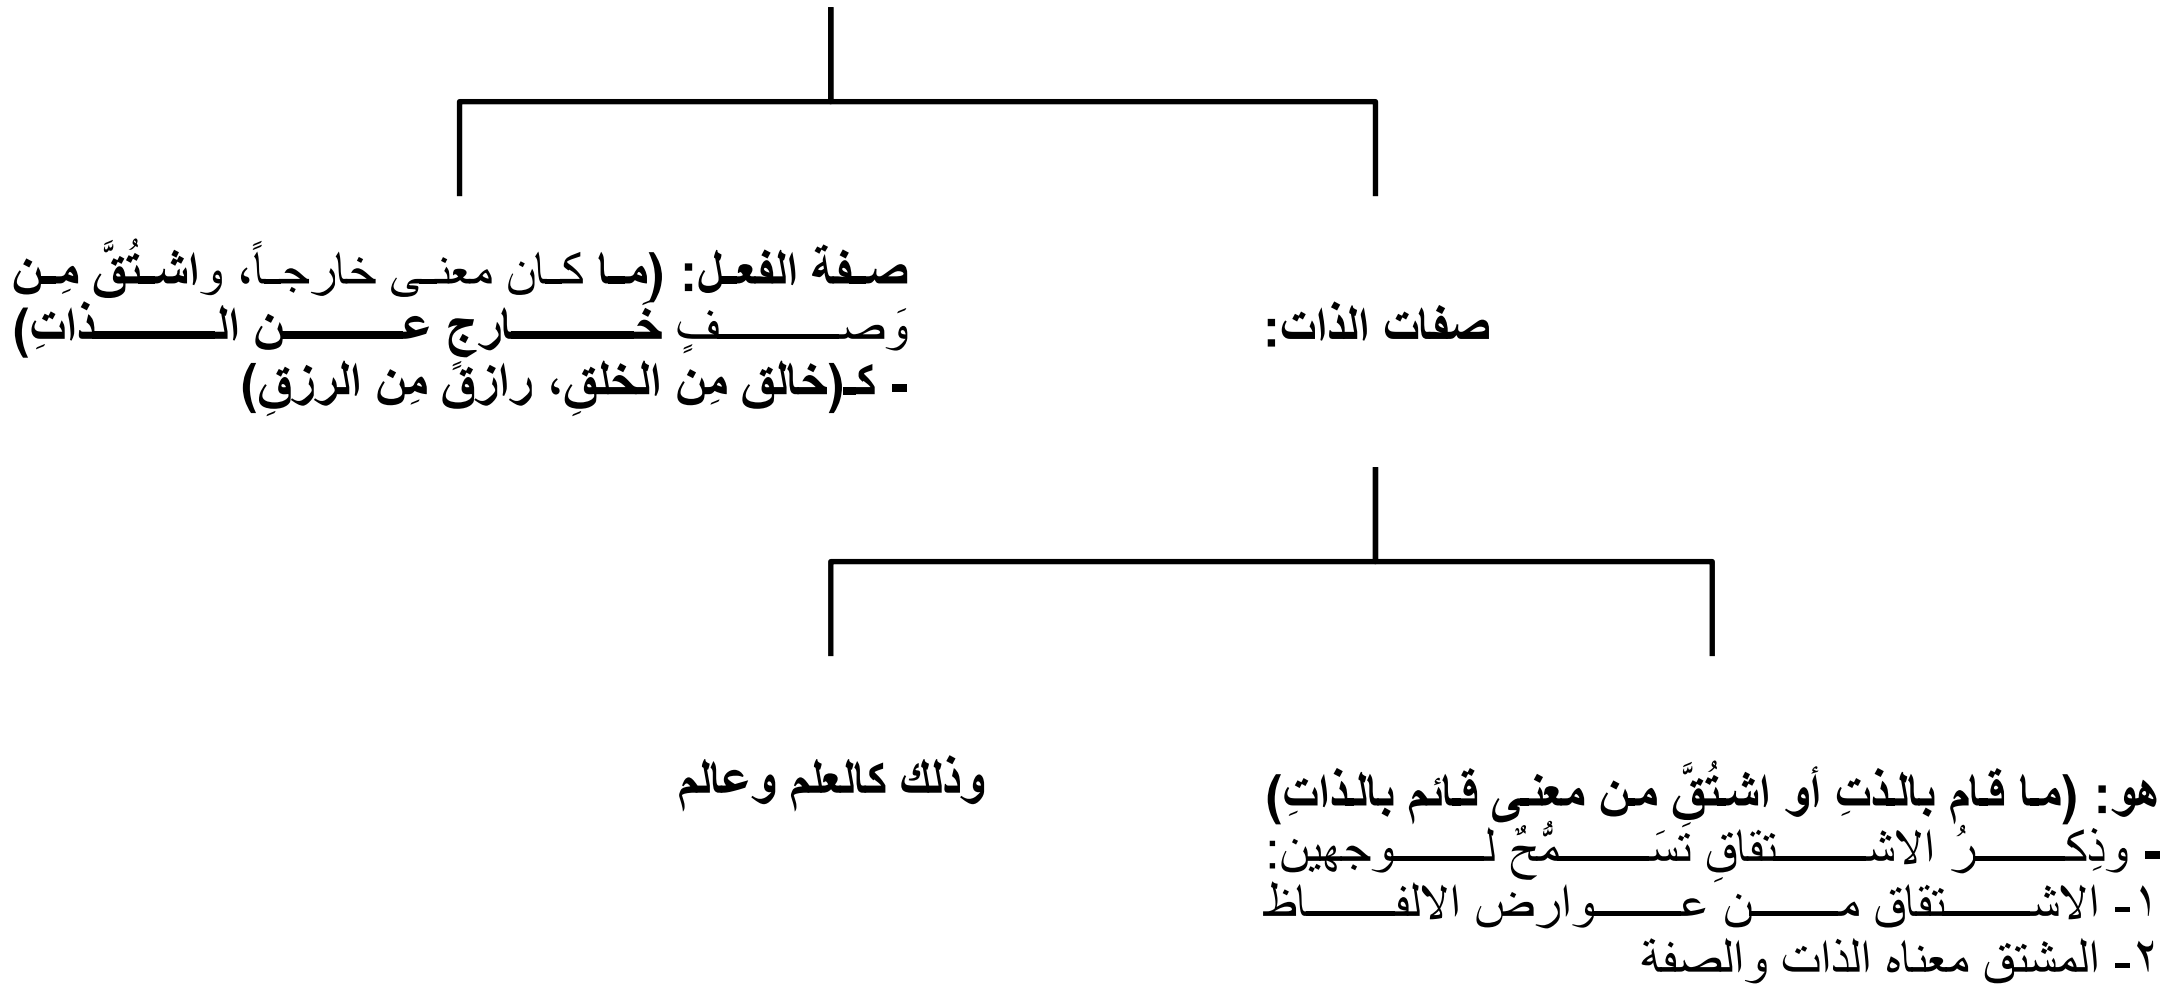 صفات الذات:
صفة الفعل: (ما كان معنى خارجاً، واشتُقَّ مِن
وَصفٍ خَارجٍ عن الذاتِ)
- كـ(خالق مِن الخلقِ، رازقً مِن الرزقِ)
هو: (ما قام بالذتِ أو اشتُقَّ من معنى قائم بالذاتِ)
- وذِكرُ الاشتقاقِ تَسَمُّحٌ لوجهين:
١- الاشتقاق من عوارض الالفاظ
٢- المشتق معناه الذات والصفة
وذلك كالعلم وعالم